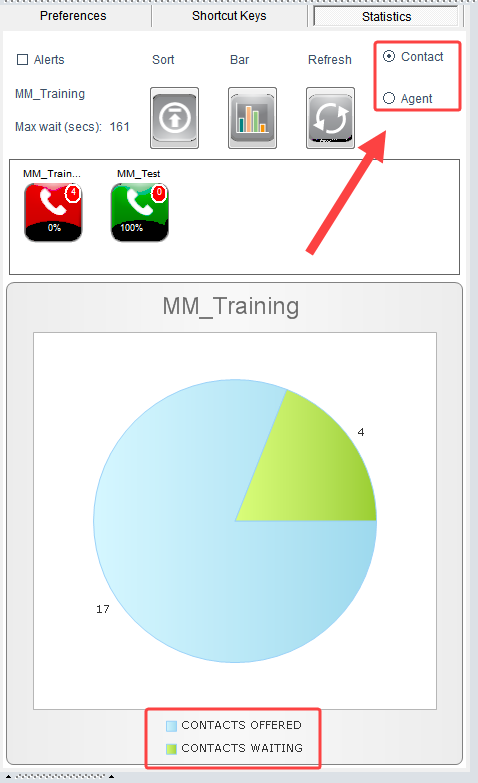 Preferences
Shortcut Keys
Statistics
Alerts
Sort
Bar
Refresh
Contact
MM_Training
Agent
Max wait (secs): 161
MM_Train...
MM_Test
4
0
0%
100%
MM_Training
4
17
CONTACTS OFFERED
CONTACTS WAITING